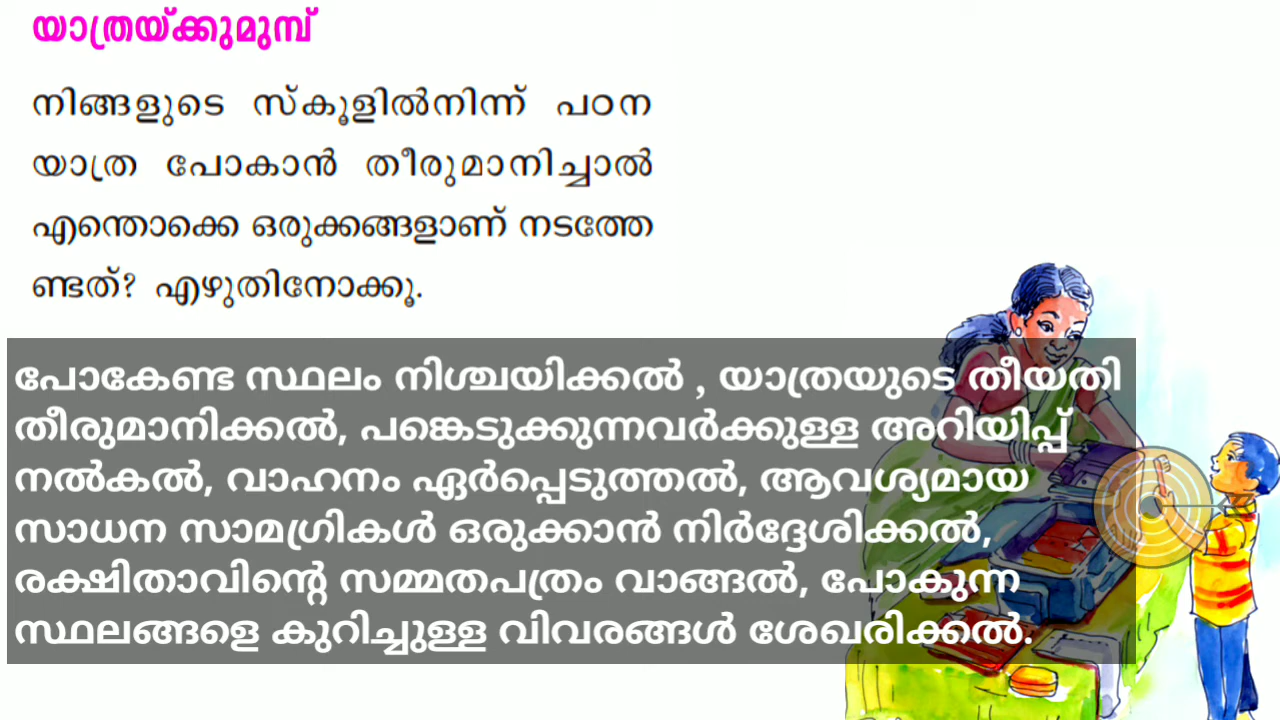 യാത്രയ്ക്കുമുമ്പ്
നിങ്ങളുടെ സ്കൂളിൽനിന്ന് പഠന
യാത്ര പോകാൻ തീരുമാനിച്ചാൽ
എന്തൊക്കെ ഒരുക്കങ്ങളാണ് നടത്തേ
ണ്ടത്? എഴുതിനോക്കൂ.
പോകേണ്ട സ്ഥലം നിശ്ചയിക്കൽ , യാത്രയുടെ തീയതി
തീരുമാനിക്കൽ, പങ്കെടുക്കുന്നവർക്കുള്ള അറിയിപ്പ്
നൽകൽ, വാഹനം ഏർപ്പെടുത്തൽ, ആവശ്യമായ
സാധന സാമഗ്രികൾ ഒരുക്കാൻ നിർദ്ദേശിക്കൽ,
രക്ഷിതാവിന്റെ സമ്മതപത്രം വാങ്ങൽ, പോകുന്ന
സ്ഥലങ്ങളെ കുറിച്ചുള്ള വിവരങ്ങൾ ശേഖരിക്കൽ.